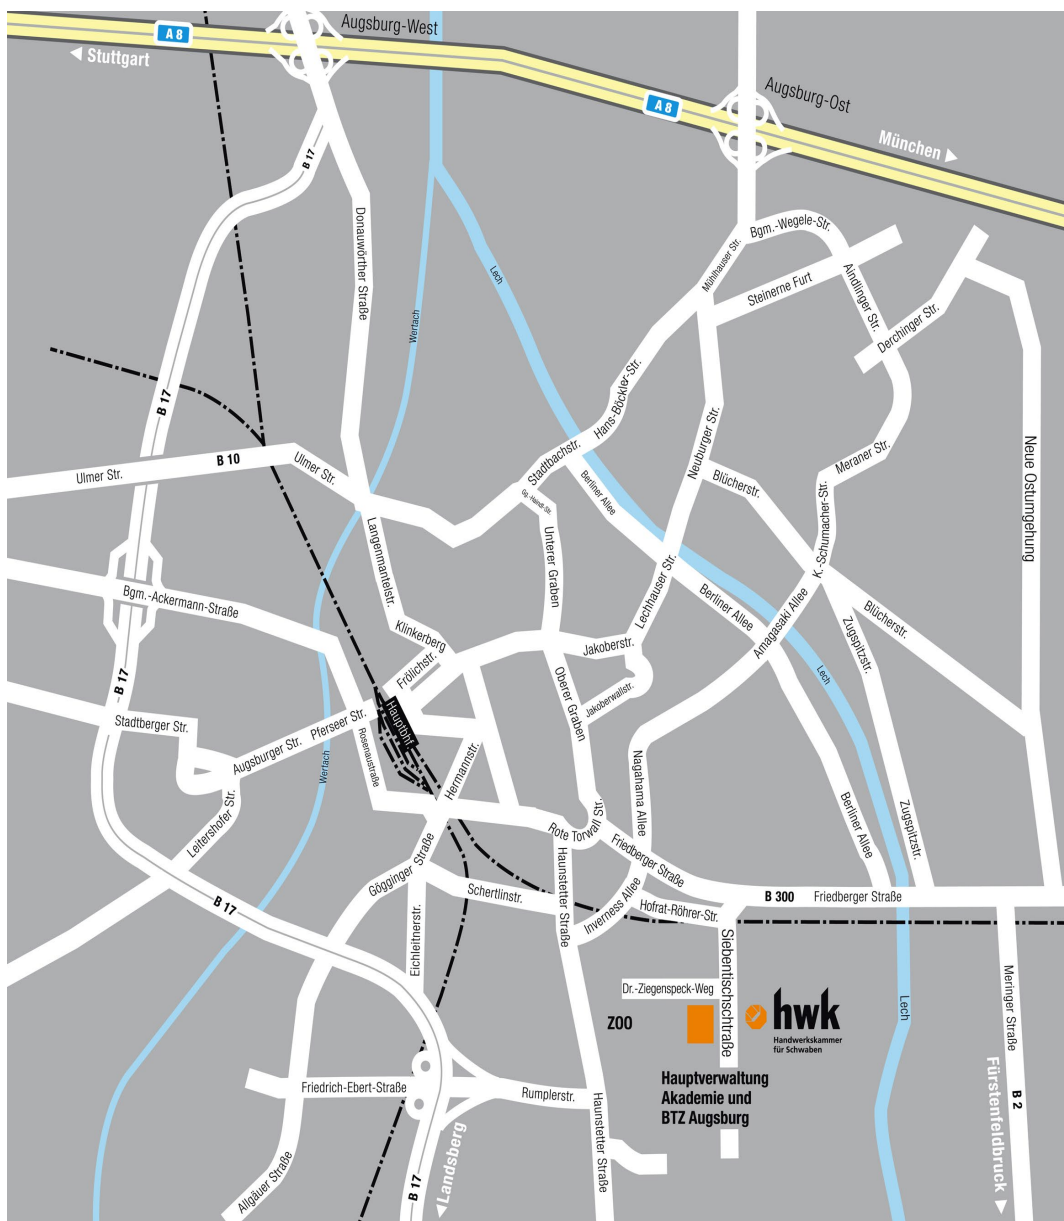 Augsburg-West
A 8
Stuttgart
Augsburg-Ost
A 8
München
B 17
Donauwörther Straße
Bgm.-Wegele-Str.
Mühlhauser Str.
Steinerne Furt
Aindlinger Str.
Derchinger Str.
Lech
Wertach
B 17
Hans-Böckler-Str.
Neuburger Str.
Neue Ostumgehung
Meraner Str.
Ulmer Str.
B 10
Ulmer Str.
Stadtbachstr.
Gg.-Haindl-Str.
Berliner Allee
Blücherstr.
K.-Schumacher-Str.
Langenmantelstr.
Unterer Graben
Lechhauser Str.
Berliner Allee
Amagasaki Allee
Bgm.-Ackermann-Straße
Klinkerberg
Frölichstr.
Jakoberstr.
Zugspitzstr.
Blücherstr.
Lech
B 17
Oberer Graben
Jakoberwallstr.
Stadtberger Str.
Augsburger Str.
Pferseer Str.
Hauptbhf
Rosenaustraße
Hermannstr.
Wertach
Nagahama Allee
Leitershofer Str.
Rote Torwall Str.
Berliner Allee
Zugspitzstr.
Friedberger Straße
Gögginger Straße
Schertlinstr.
Haunstetter Straße
Inverness Allee
Hofrat-Röhrer-Str.
B 300
Friedberger Straße
B 17
Eichleitnerstr.
Siebentischschtraße
Dr.-Ziegenspeck-Weg
Meringer Straße
Lech
ZOO
hwk
Handwerkskammer
für Schwaben
Hauptverwaltung
Akademie und
BTZ Augsburg
Friedrich-Ebert-Straße
Rumplerstr.
Haunstetter Straße
B 2
Fürstenfeldbruck
Allgäuer Straße
B 17
Landsberg